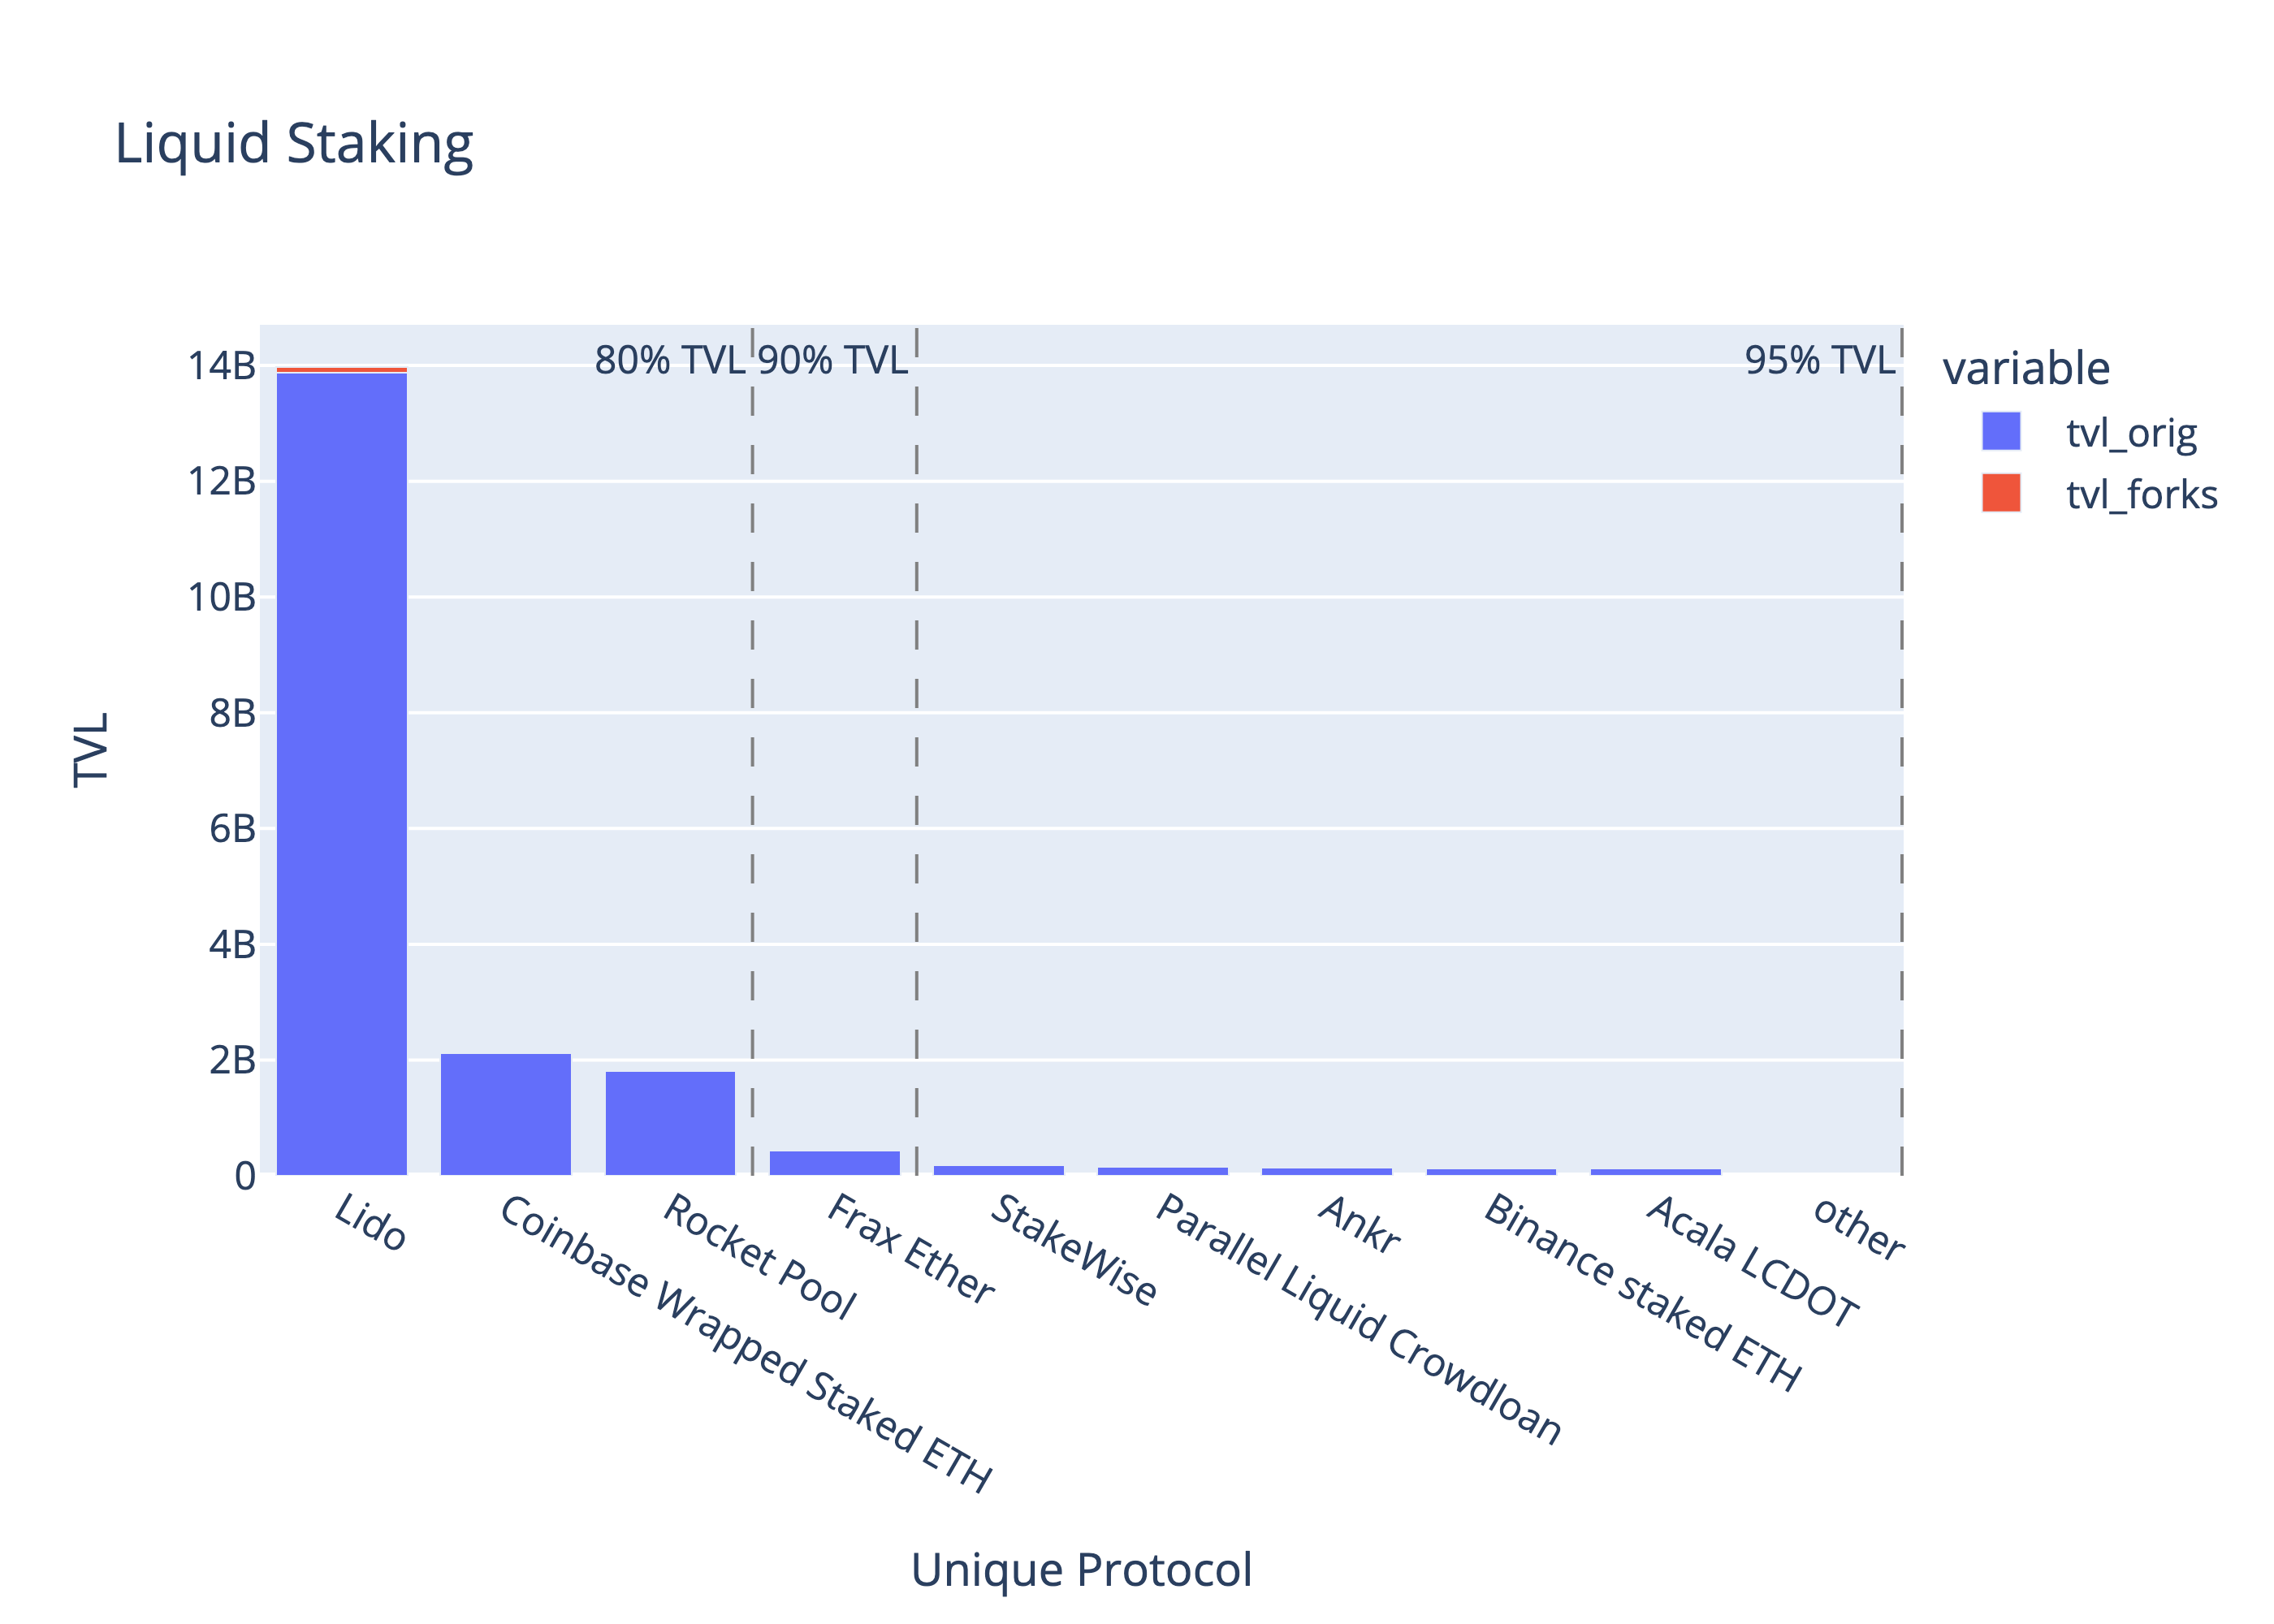 Liquid Staking
80% TVL
90% TVL
95% TVL
14B
12B
10B
8B
6B
4B
2B
0
TVL
variable
tvl_orig
tvl_forks
Lido
Coinbase Wrapped Staked ETH
Rocket Pool
Frax Ether
StakeWise
Parallel Liquid Crowdloan
Ankr
Binance staked ETH
Acala LCDOT
other
Unique Protocol